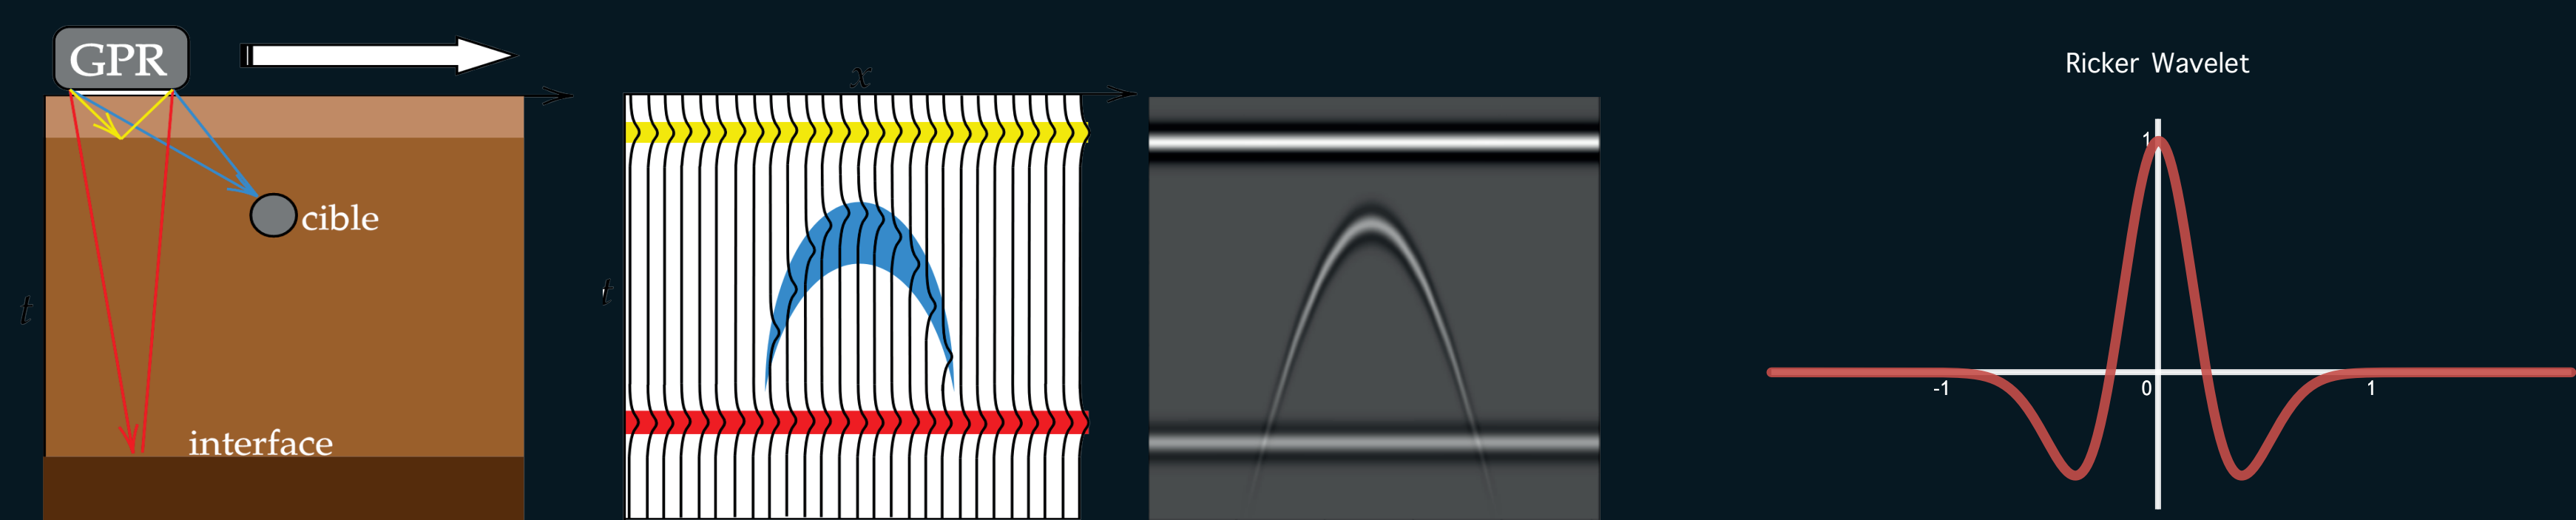 GPR
cible
interface
t
x
t
Ricker Wavelet
1
-1
0
1